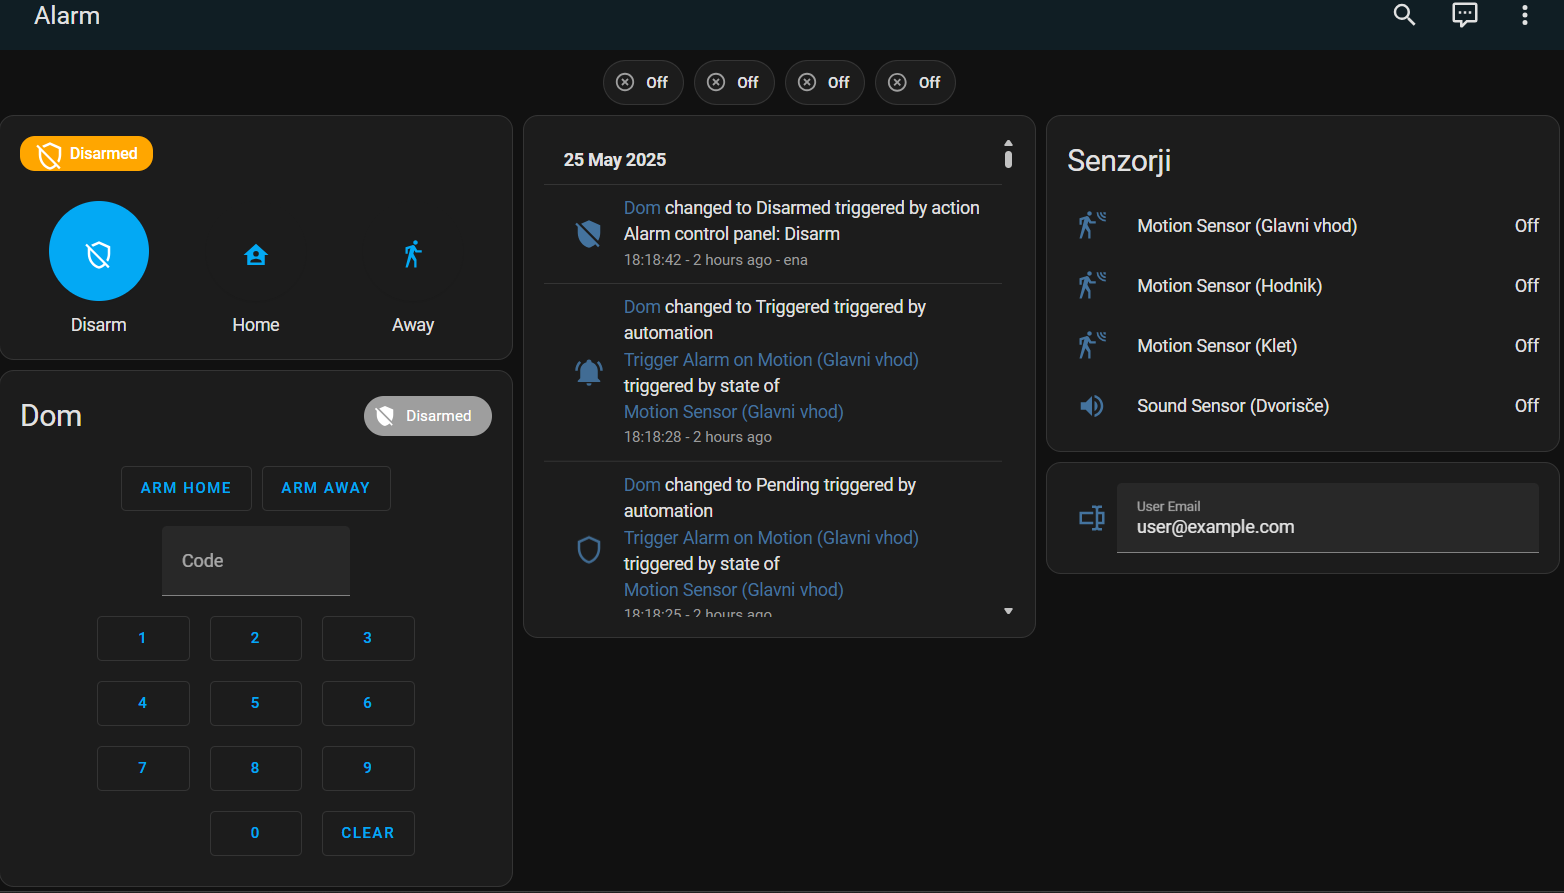 Alarm
Off
Off
Off
Off
Disarmed
Disarm
Home
Away
Dom
Disarmed
ARM HOME
ARM AWAY
Code
1
2
3
4
5
6
7
8
9
0
CLEAR
25 May 2025
Dom changed to Disarmed triggered by action
Alarm control panel: Disarm
18:18:42 - 2 hours ago - ena
Dom changed to Triggered triggered by
automation
Trigger Alarm on Motion (Glavni vhod)
triggered by state of
Motion Sensor (Glavni vhod)
18:18:28 - 2 hours ago
Dom changed to Pending triggered by
automation
Trigger Alarm on Motion (Glavni vhod)
triggered by state of
Motion Sensor (Glavni vhod)
18:18:25 - 2 hours ago
Senzorji
Motion Sensor (Glavni vhod) Off
Motion Sensor (Hodnik) Off
Motion Sensor (Klet) Off
Sound Sensor (Dvorišče) Off
User Email
user@example.com